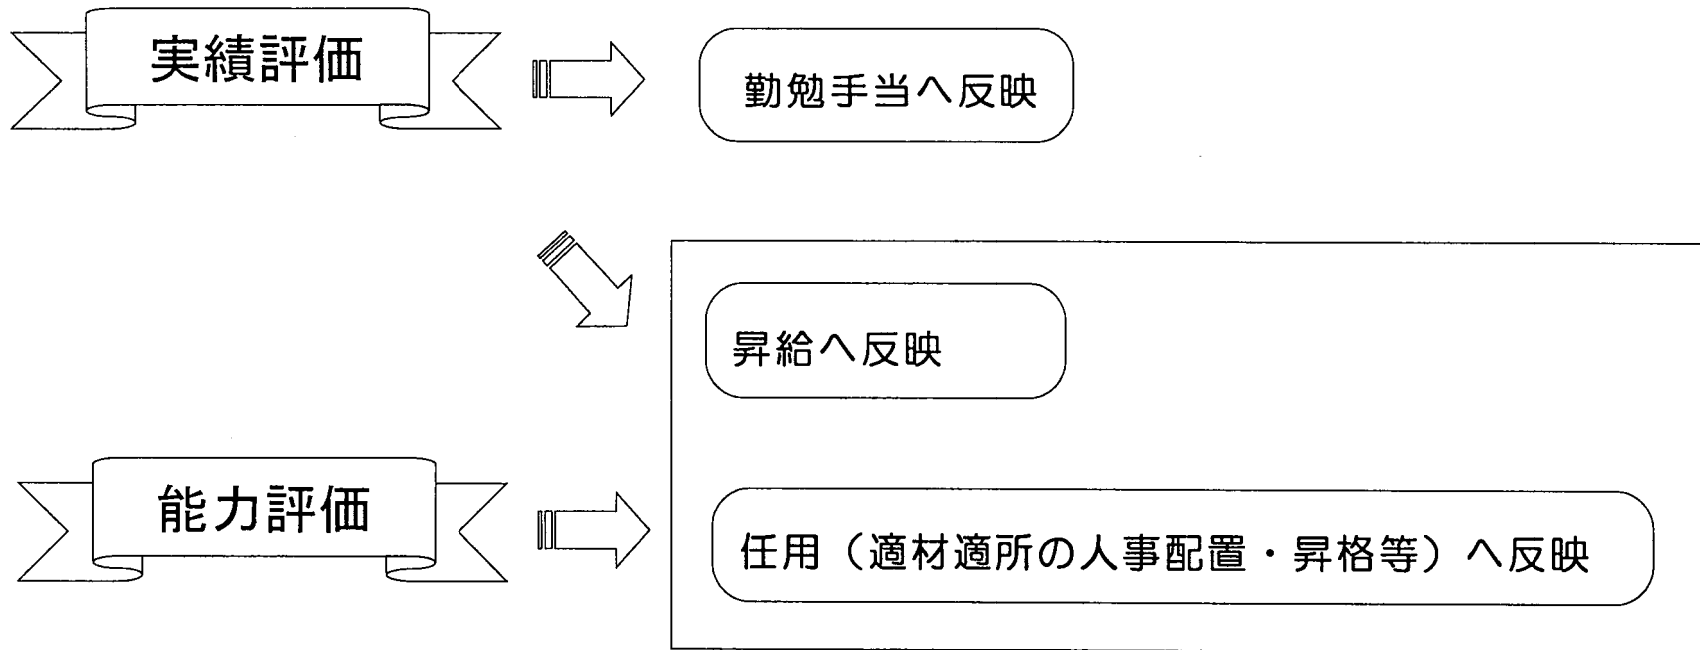 実績評価
勤勉手当へ反映
昇給へ反映
能力評価
任用（適材適所の人事配置・昇格等）へ反映